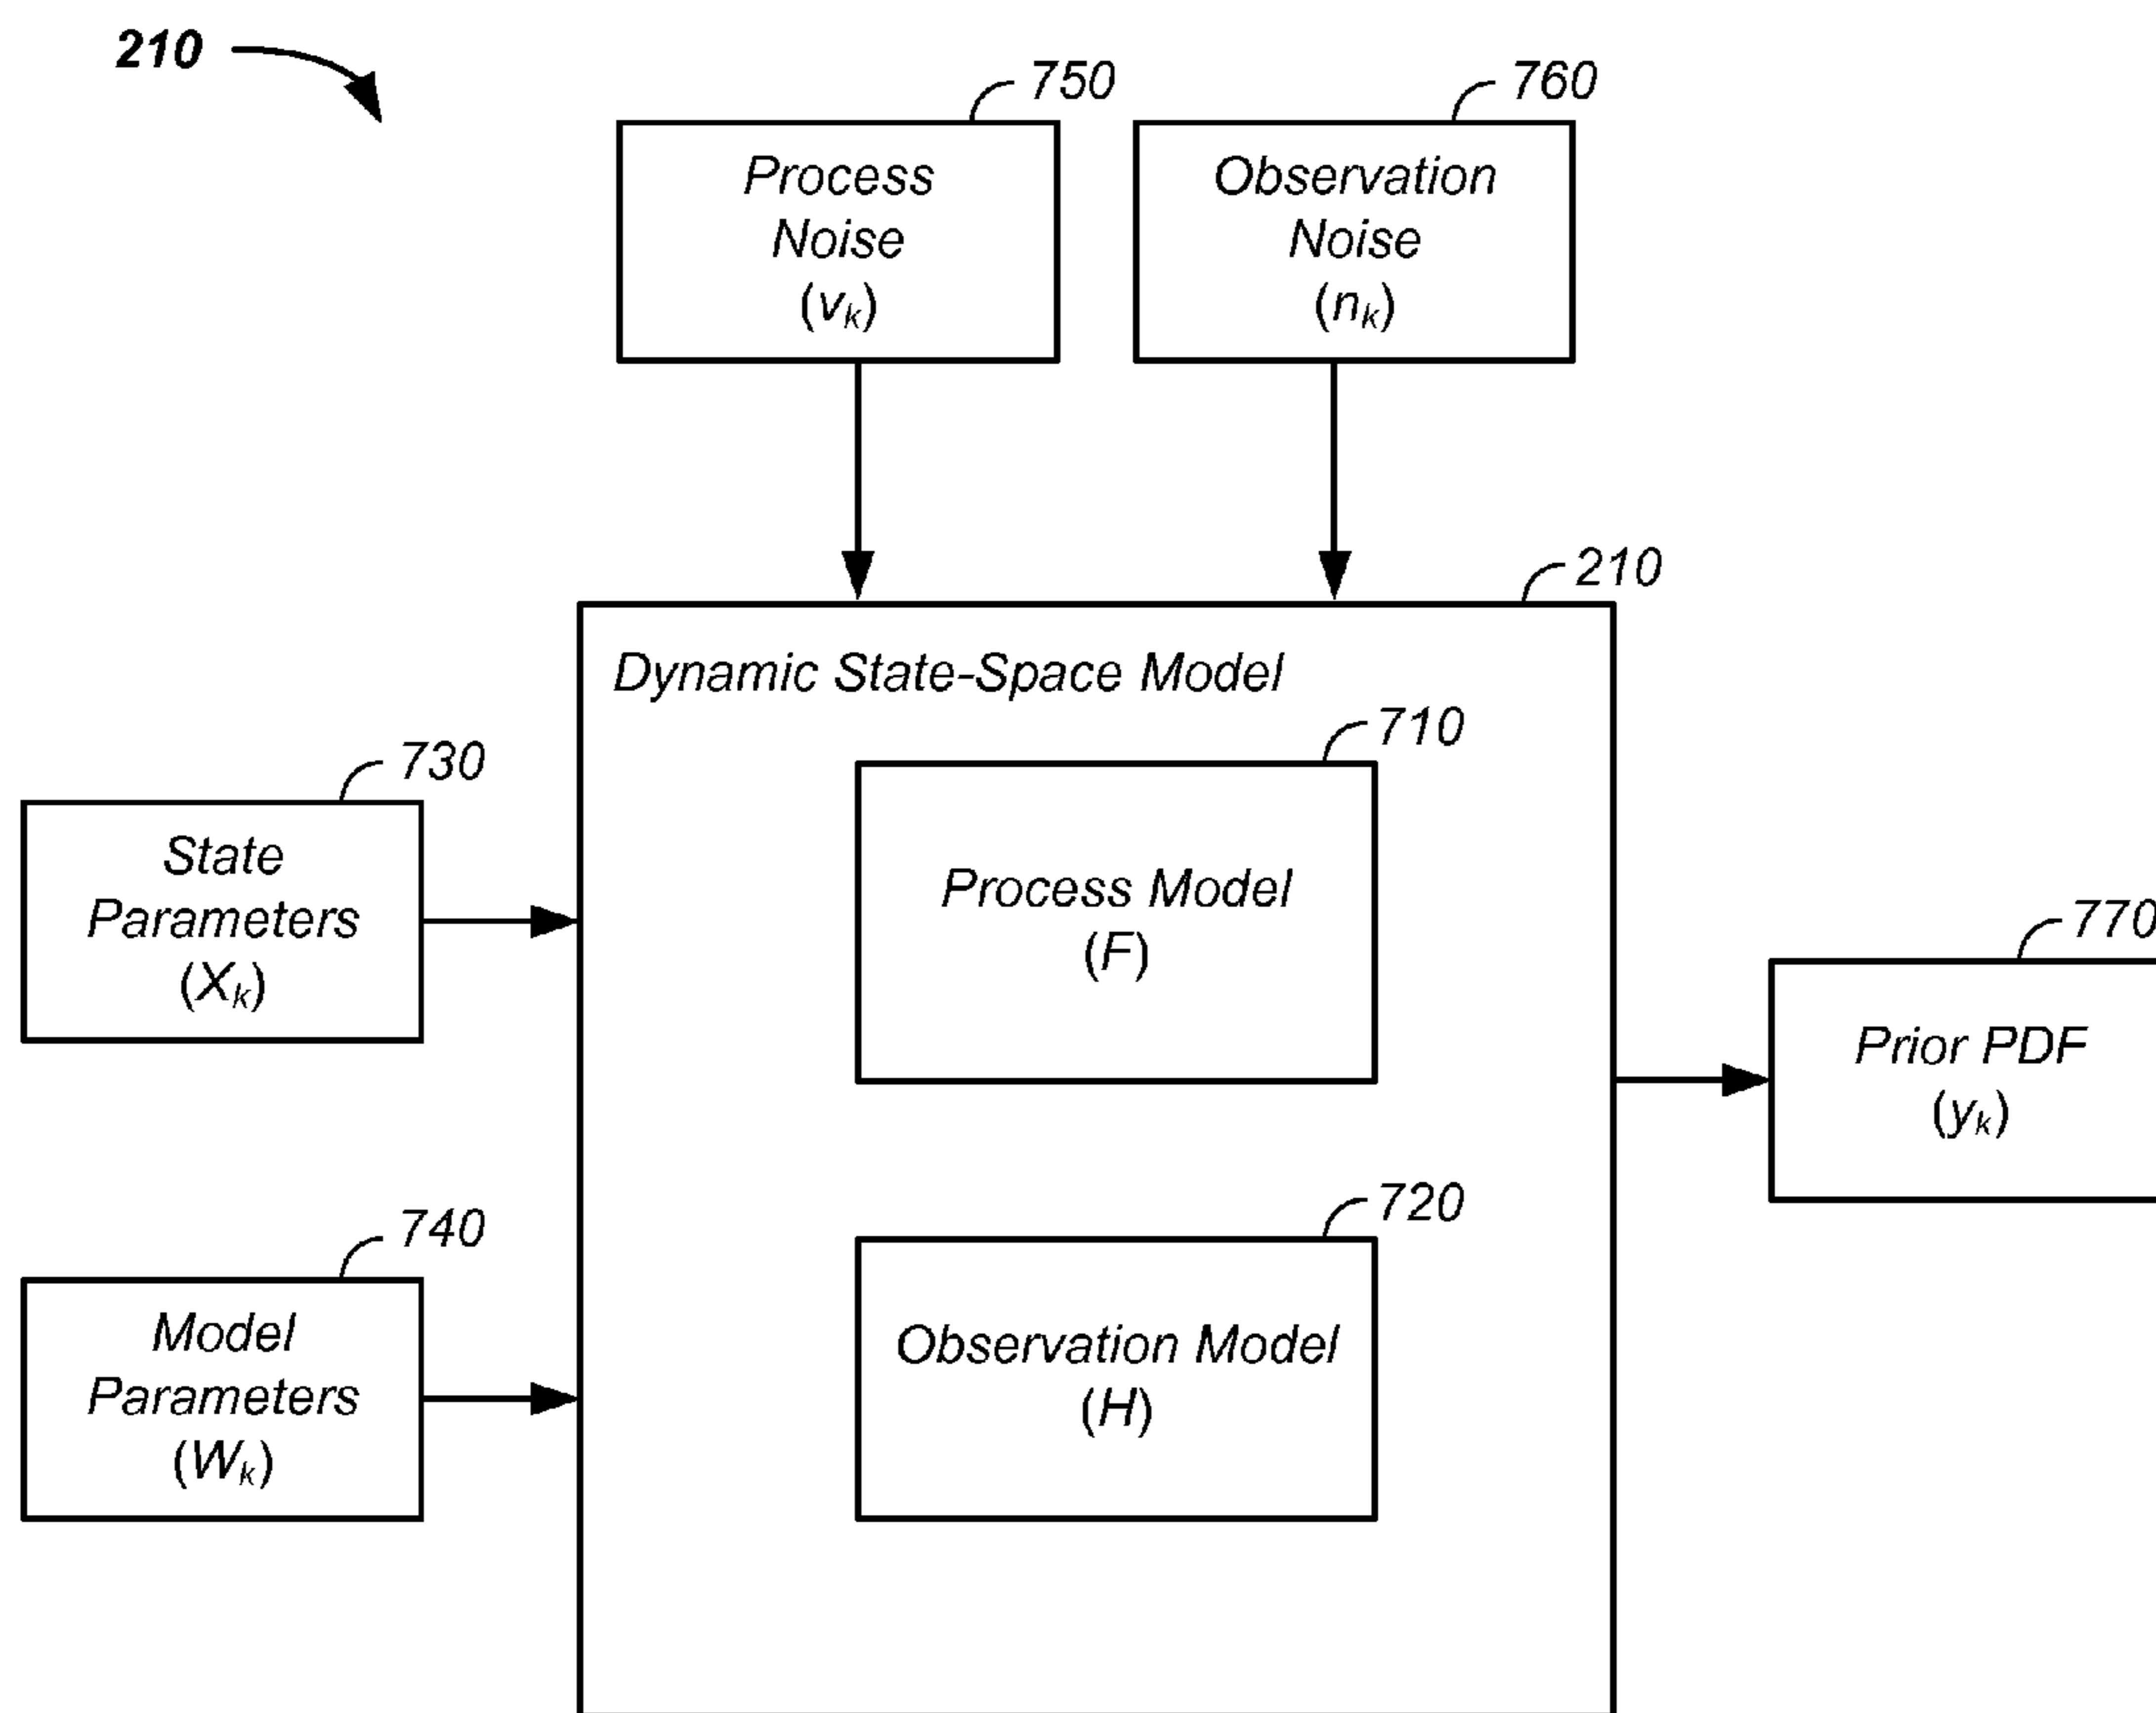 210
750
760
Process
Noise
(vk)
Observation
Noise
(nk)
210
Dynamic State-Space Model
710
730
State
Parameters
(Xk)
Process Model
(F)
770
Prior PDF
(yk)
720
740
Model
Parameters
(Wk)
Observation Model
(H)